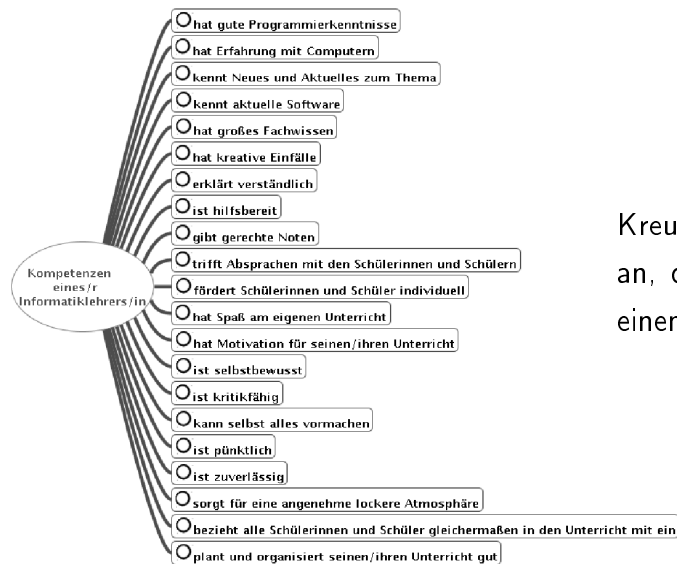 hat gute Programmierkenntnisse
hat Erfahrung mit Computern
kennt Neues und Aktuelles zum Thema
kennt aktuelle Software
hat großes Fachwissen
hat kreative Einfälle
erklärt verständlich
ist hilfsbereit
gibt gerechte Noten
trifft Absprachen mit den Schülerinnen und Schülern
fördert Schülerinnen und Schüler individuell
hat Spaß am eigenen Unterricht
hat Motivation für seinen/ihren Unterricht
ist selbstbewusst
ist kritikfähig
kann selbst alles vormachen
ist pünktlich
ist zuverlässig
sorgt für eine angenehme lockere Atmosphäre
bezieht alle Schülerinnen und Schüler gleichermaßen in den Unterricht mit ein
plant und organisiert seinen/ihren Unterricht gut
Kompetenzen
eines/r
Informatiklehrers/in
Kreu
an,
einer